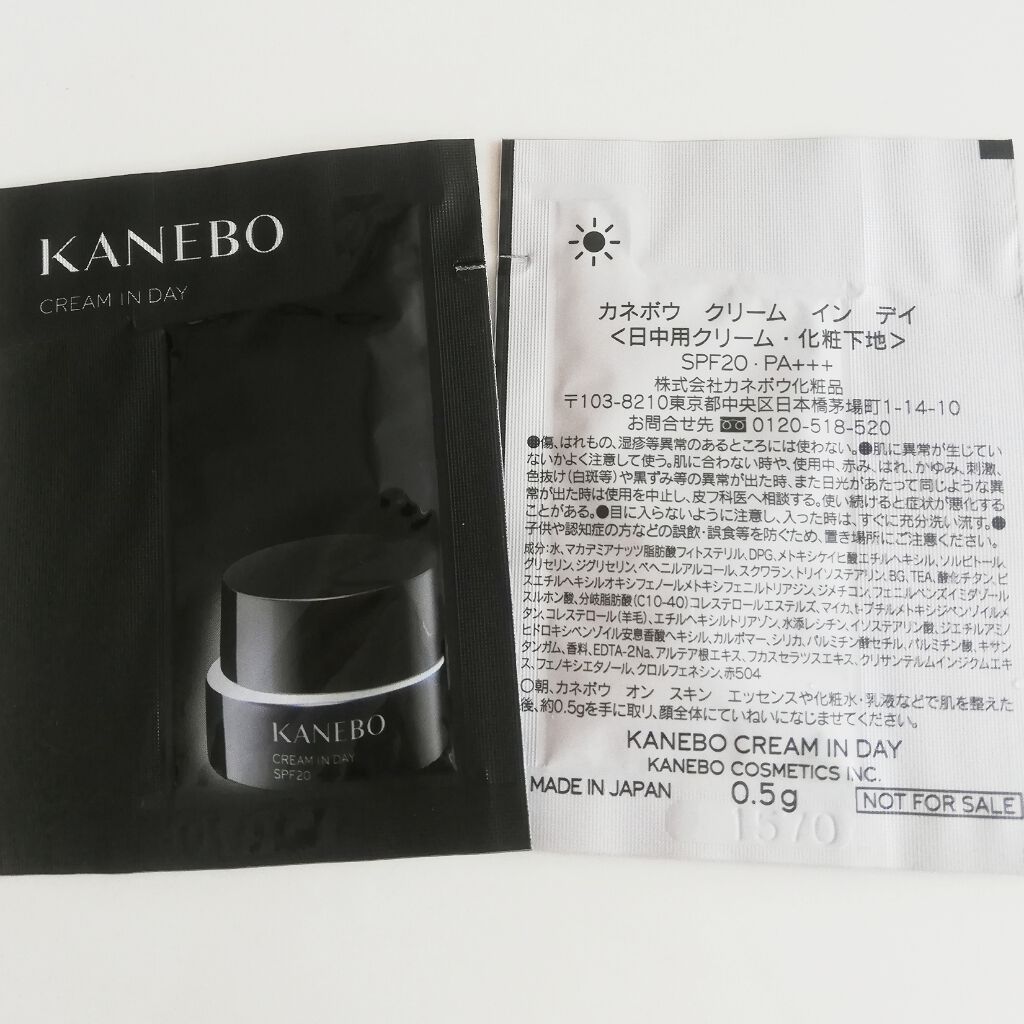 KANEBO
CREAM IN DAY
KANEBO
CREAM IN DAY
SPF20
カネボウ クリーム イン デイ
<日中用クリーム・化粧下地>
SPF20・PA+++
株式会社カネボウ化粧品
〒103-8210東京都中央区日本橋茅場町1-14-10
お問合せ先 0120-518-520
●傷、はれもの、湿疹等異常のあるところには使わない。●肌に異常が生じてい
ないかよく注意して使う。肌に合わない時や、使用中、赤み、はれ、かゆみ、刺激、
色抜け(白斑等)や黒ずみ等の異常が出た時、また日光があたって同じような異
常が出た時は使用を中止し、皮フ科医へ相談する。使い続けると症状が悪化する
ことがある。●目に入らないように注意し、入った時は、すぐに充分洗い流す。●
子供や認知症の方などの誤飲・誤食等を防ぐため、置き場所にご注意ください。
成分:水、マカデミアナッツ脂肪酸フィトステリル、DPG、メトキシケイヒ酸エチルヘキシル、ソルビトール、
グリセリン、ジグリセリン、ベヘニルアルコール、スクワラン、トリイソステアリン、BG、TEA、酸化チタン、ビ
スエチルヘキシルオキシフェノールメトキシフェニルトリアジン、ジメチコン、フェニルベンズイミダゾール
スルホン酸、分岐脂肪酸(C10-40)コレステロールエステルズ、マイカ、t-ブチルメトキシジベンゾイルメ
タン、コレステロール(羊毛)、エチルヘキシルトリアゾン、水添レシチン、イソステアリン酸、ジエチルアミノ
ヒドロキシベンゾイル安息香酸ヘキシル、カルボマー、シリカ、パルミチン酸セチル、パルミチン酸、キサ
ンタンガム、香料、EDTA-2Na、アルテア根エキス、フカスセラツスエキス、クリサンテルムインジクムエキ
ス、フェノキシエタノール、クロルフェネシン、赤504
○朝、カネボウ オン スキン エッセンスや化粧水・乳液などで肌を整えた
後、約0.5gを手に取り、顔全体にていねいになじませてください。
KANEBO CREAM IN DAY
KANEBO COSMETICS INC.
MADE IN JAPAN 0.5g NOT FOR SALE
1570